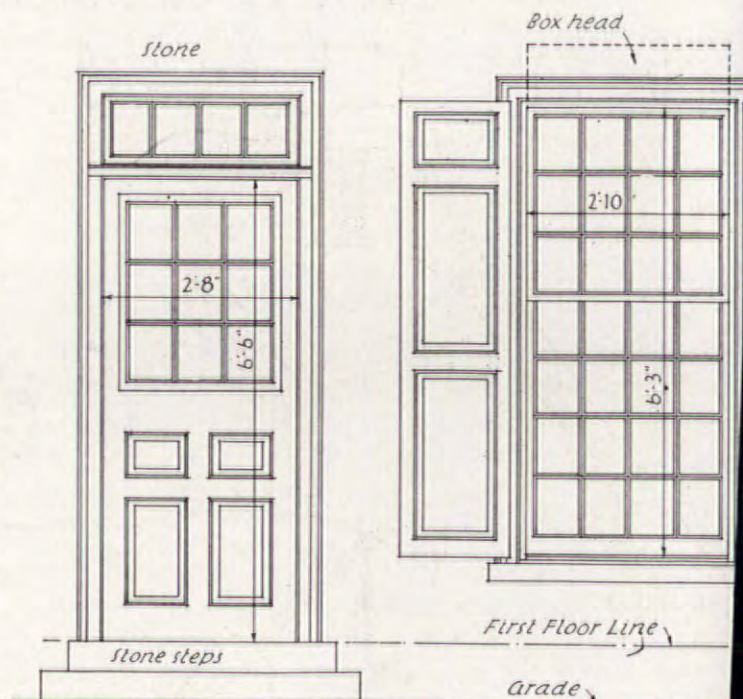 Stone
Box head
2'-8"
6'-6"
2'-10
6'-3"
Stone steps
First Floor Line
Grade